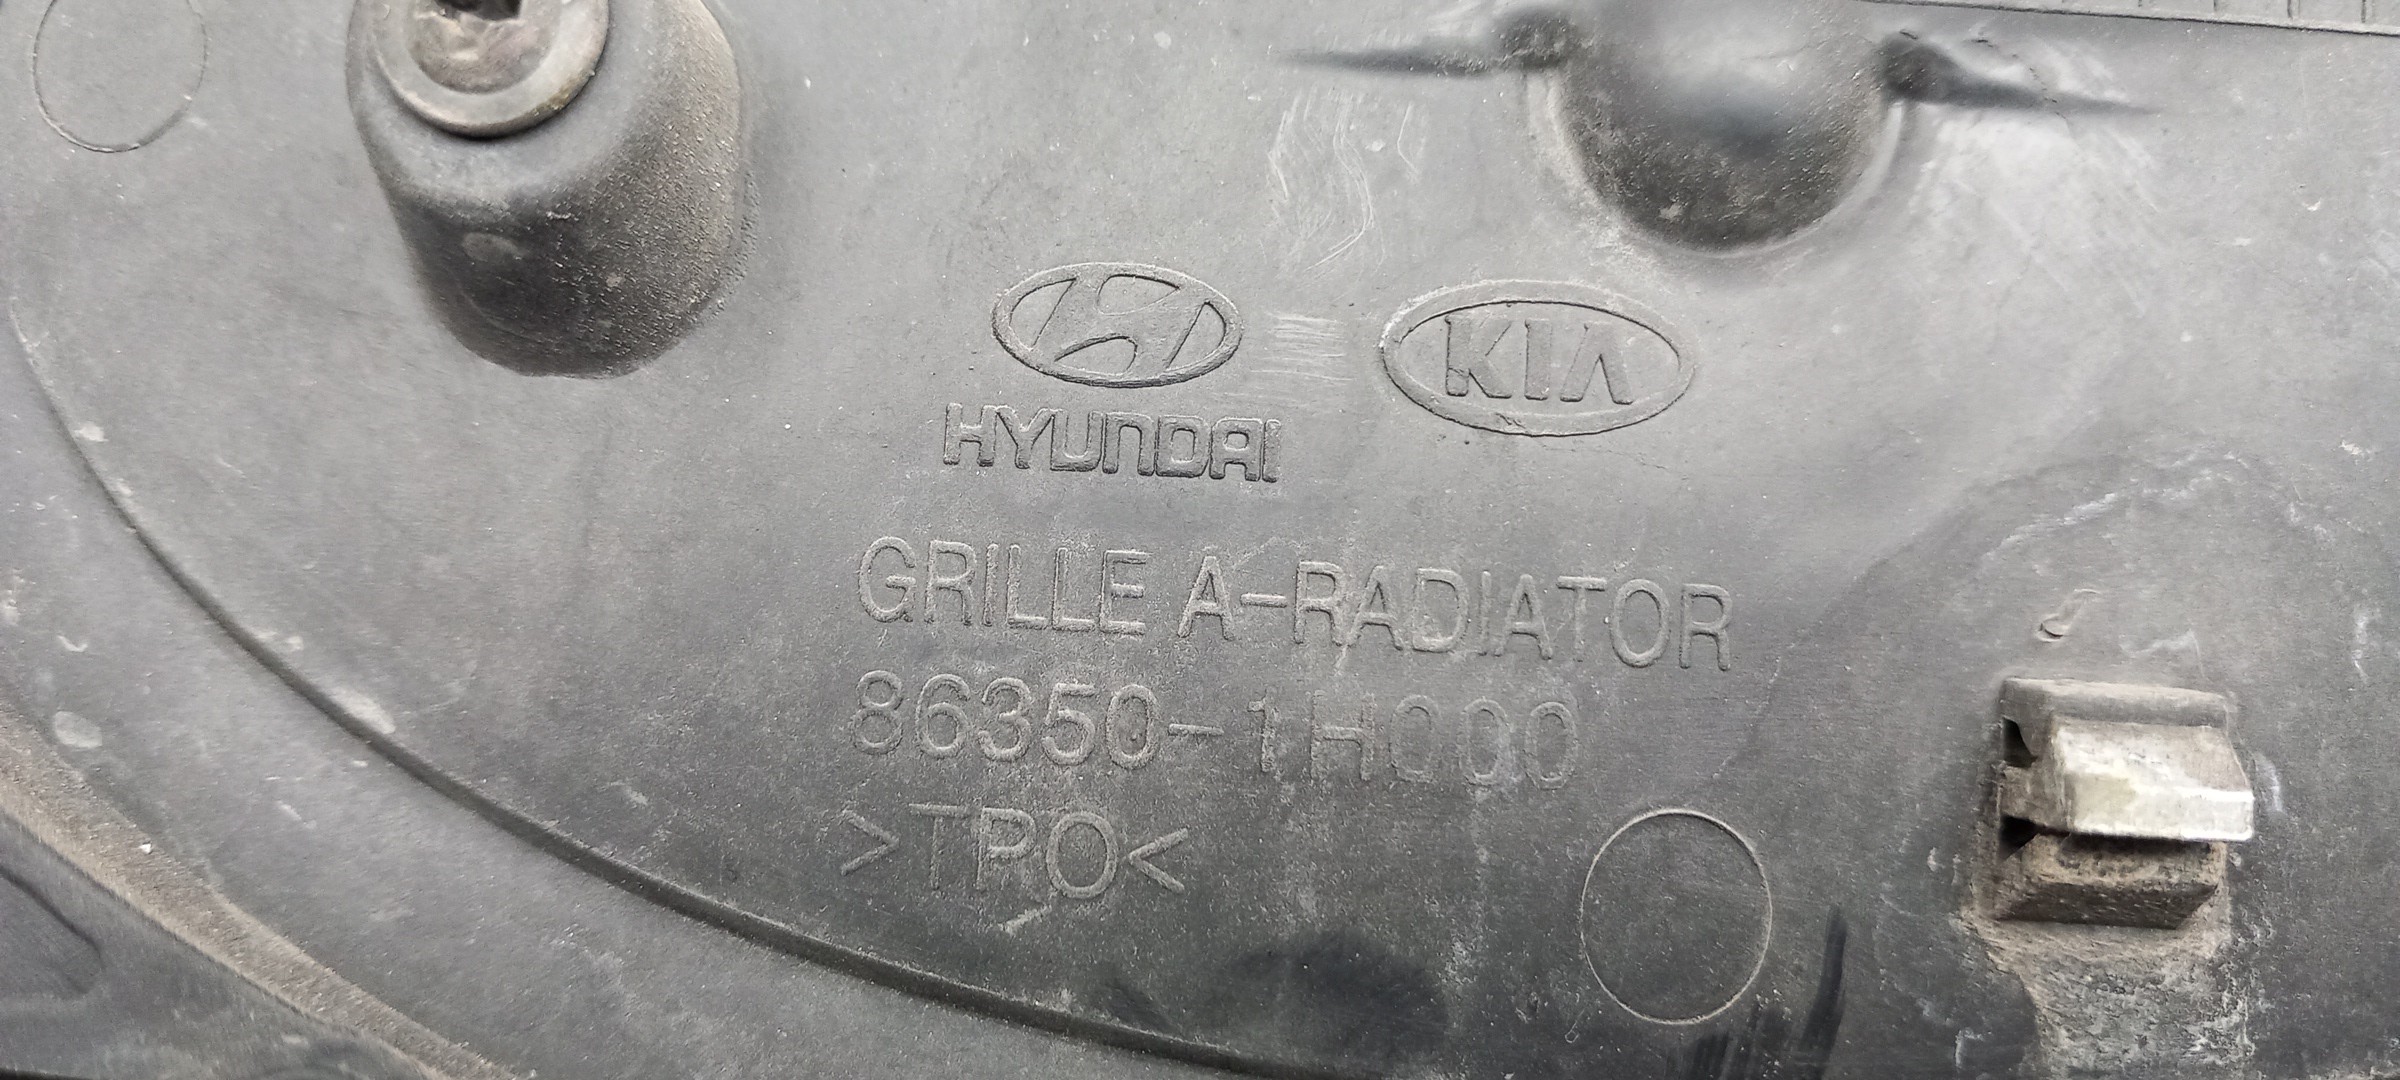 HYUNDAI
KIA
GRILLE A-RADIATOR
86350-1H000
>TPO<